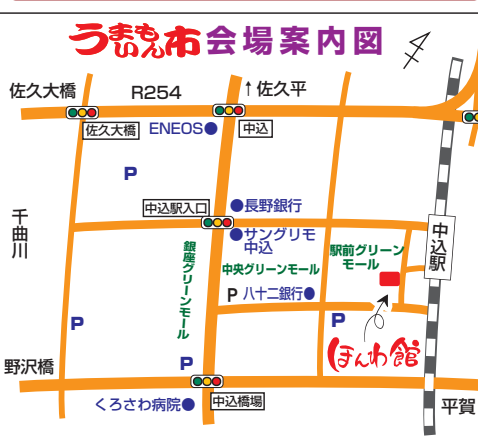 うまいもん市会場案内図
佐久大橋
R254
↑佐久平
佐久大橋
ENEOS
中込
P
中込駅入口
長野銀行
サングリモ
中込
千曲川
銀座グリーンモール
中央グリーンモール
駅前グリーン
モール
中込駅
P 八十二銀行
P
P
ほんわ館
野沢橋
P
くろさわ病院
中込橋場
平賀